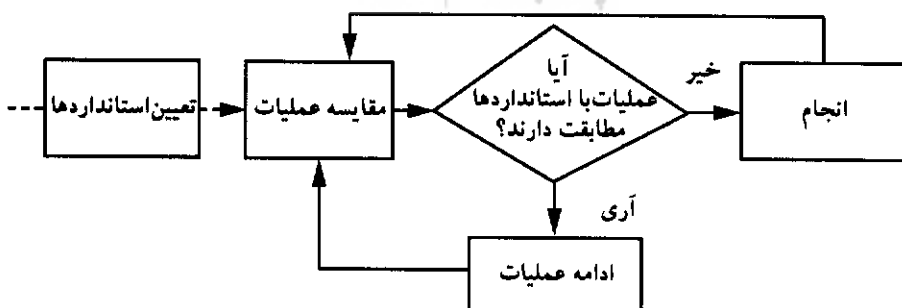 تعیین استانداردها
مقایسه عملیات
آیا
عملیات با استانداردها
مطابقت دارند؟
خیر
انجام
آری
ادامه عملیات